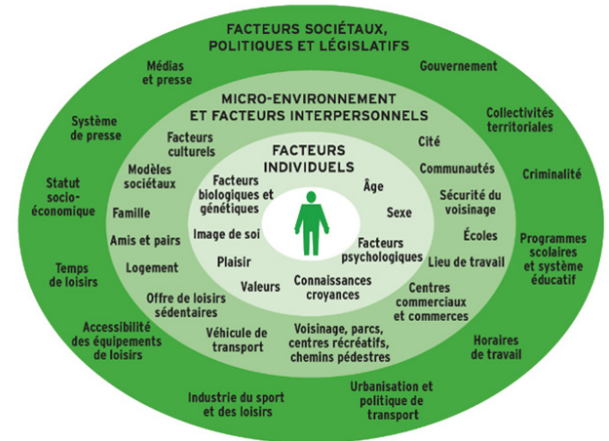 FACTEURS SOCIÉTAUX,
POLITIQUES ET LÉGISLATIFS
Médias
et presse
Gouvernement
Système
de presse
Collectivités
territoriales
Statut
socio-
économique
Criminalité
Temps
de loisirs
Programmes
scolaires
et système
éducatif
Accessibilité
des équipements
de loisirs
Horaires
de travail
Industrie du sport
et des loisirs
Urbanisation et
politique de
transport
MICRO-ENVIRONNEMENT
ET FACTEURS INTERPERSONNELS
Facteurs
culturels
Cité
Modèles
sociétaux
Communautés
Famille
Sécurité du
voisinage
Amis et pairs
Écoles
Logement
Lieu de travail
Offre de loisirs
sédentaires
Centres
commerciaux
et commerces
Véhicule de
transport
Voisinage, parcs,
centres récréatifs,
chemins pédestres
FACTEURS
INDIVIDUELS
Facteurs
biologiques et
génétiques
Âge
Sexe
Image de soi
Facteurs
psychologiques
Plaisir
Valeurs
Connaissances
croyances